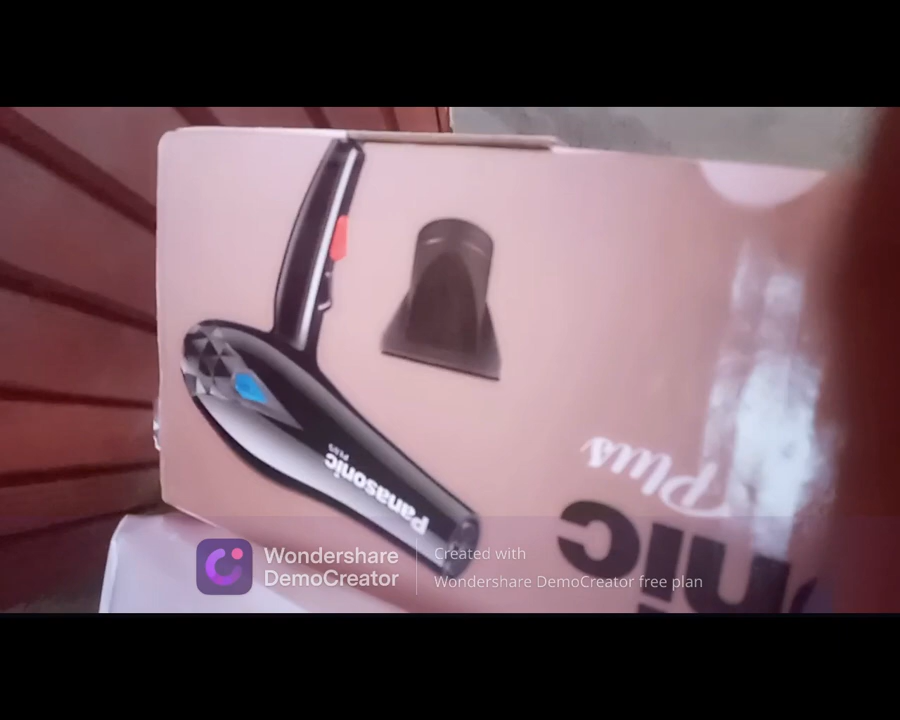 Panasonic
PLUS
Plus
nic
Wondershare
DemoCreator
Created with
Wondershare DemoCreator free plan